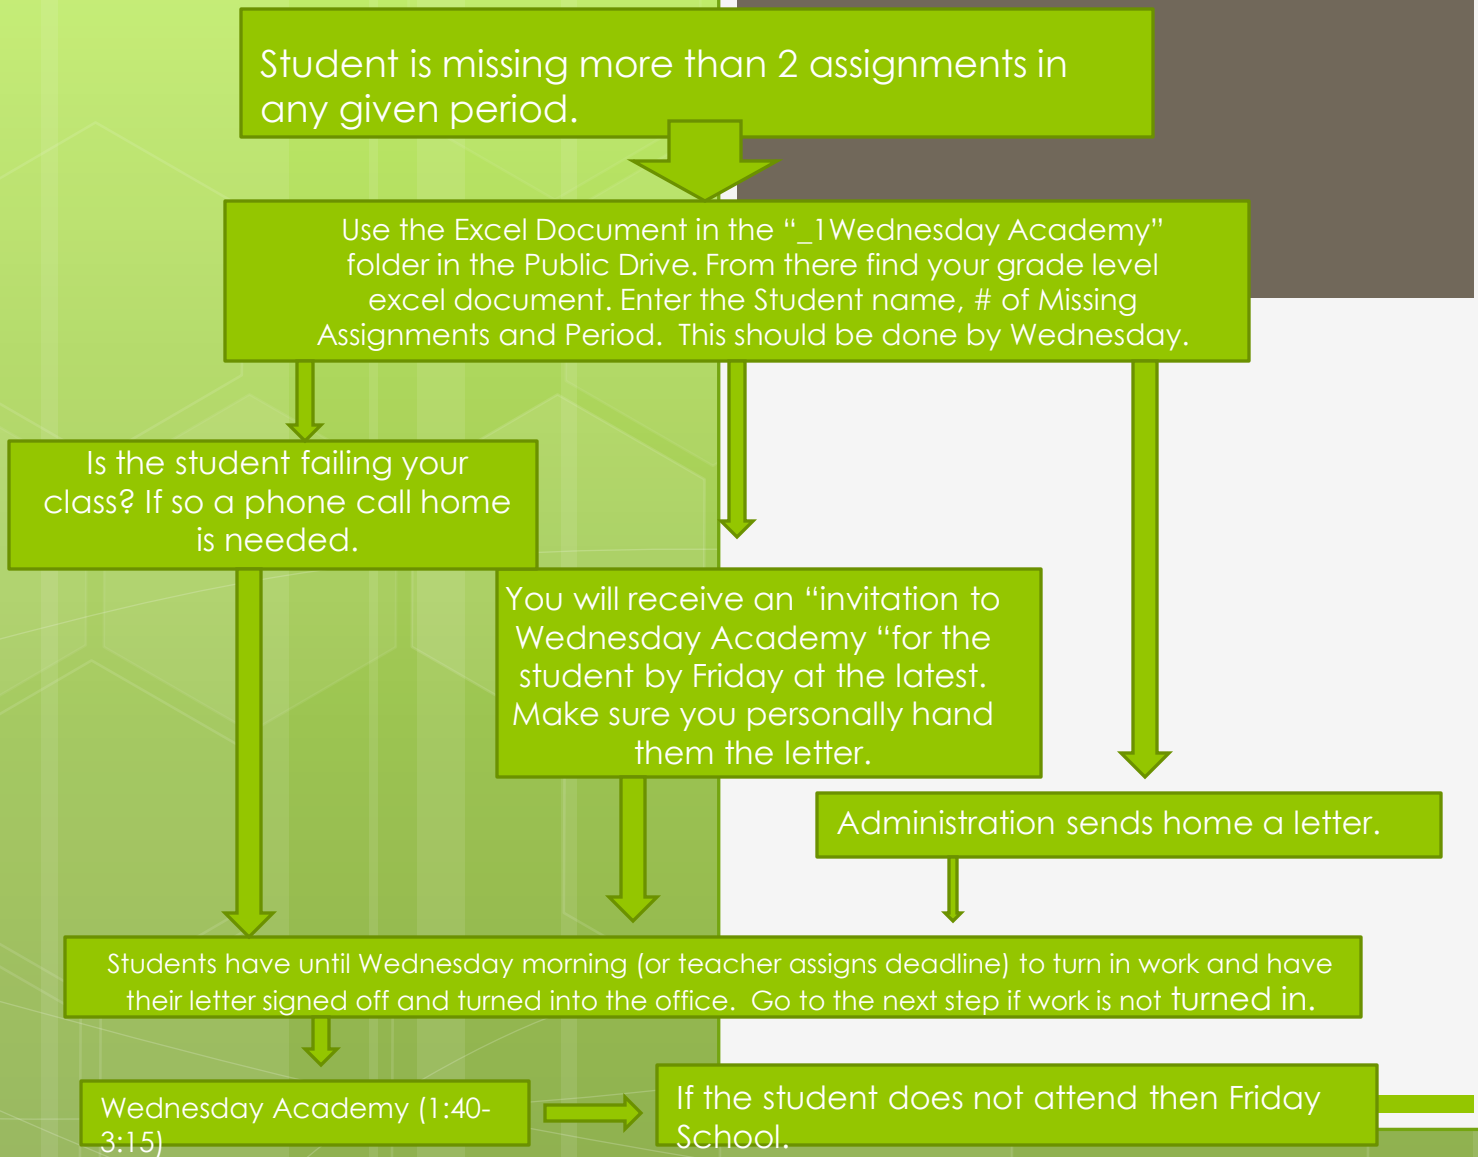 Student is missing more than 2 assignments in
any given period.
Use the Excel Document in the “_1Wednesday Academy”
folder in the Public Drive. From there find your grade level
excel document. Enter the Student name, # of Missing
Assignments and Period.  This should be done by Wednesday.
Is the student failing your
class? If so a phone call home
is needed.
You will receive an “invitation to
Wednesday Academy “for the
student by Friday at the latest.
Make sure you personally hand
them the letter.
Administration sends home a letter.
Students have until Wednesday morning (or teacher assigns deadline) to turn in work and have
their letter signed off and turned into the office.  Go to the next step if work is not turned in.
Wednesday Academy (1:40-
3:15)
If the student does not attend then Friday
School.